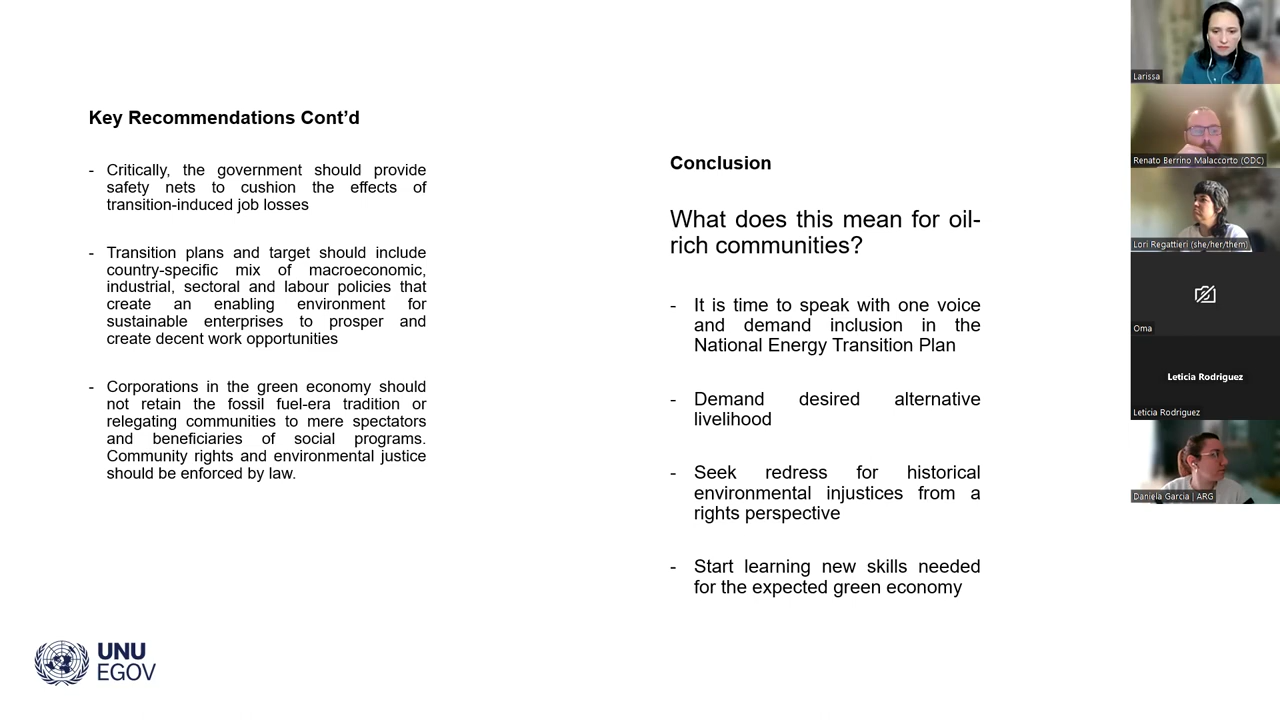 Key Recommendations Cont’d
- Critically, the government should provide
safety nets to cushion the effects of
transition-induced job losses
- Transition plans and target should include
country-specific mix of macroeconomic,
industrial, sectoral and labour policies that
create an enabling environment for
sustainable enterprises to prosper and
create decent work opportunities
- Corporations in the green economy should
not retain the fossil fuel-era tradition or
relegating communities to mere spectators
and beneficiaries of social programs.
Community rights and environmental justice
should be enforced by law.
Conclusion
What does this mean for oil-
rich communities?
- It is time to speak with one voice
and demand inclusion in the
National Energy Transition Plan
- Demand desired alternative
livelihood
- Seek redress for historical
environmental injustices from a
rights perspective
- Start learning new skills needed
for the expected green economy
UNU
EGOV
Larissa
Renato Berrino Malaccorto (ODC)
Lori Regattieri (she/her/them)
Oma
Leticia Rodriguez
Leticia Rodriguez
Daniela Garcia | ARG